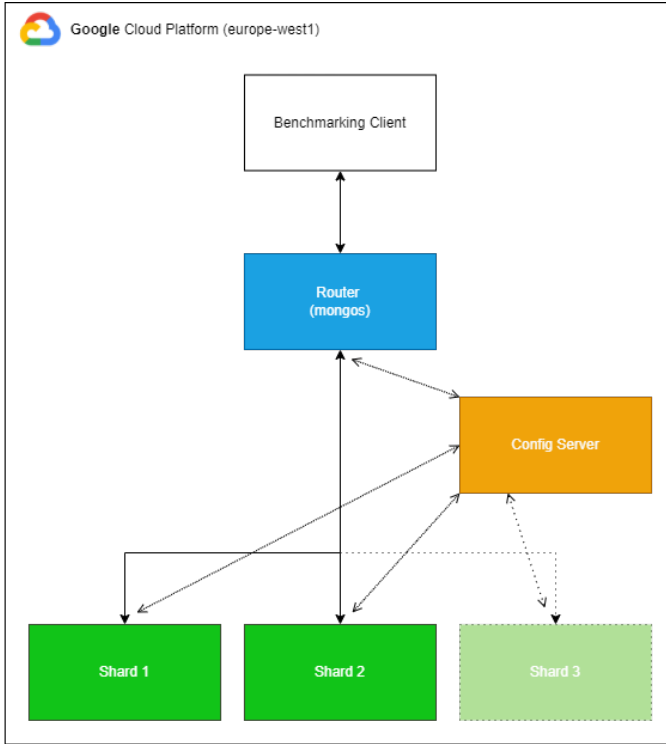 Google Cloud Platform (europe-west1)
Benchmarking Client
Router
(mongos)
Config Server
Shard 1
Shard 2
Shard 3